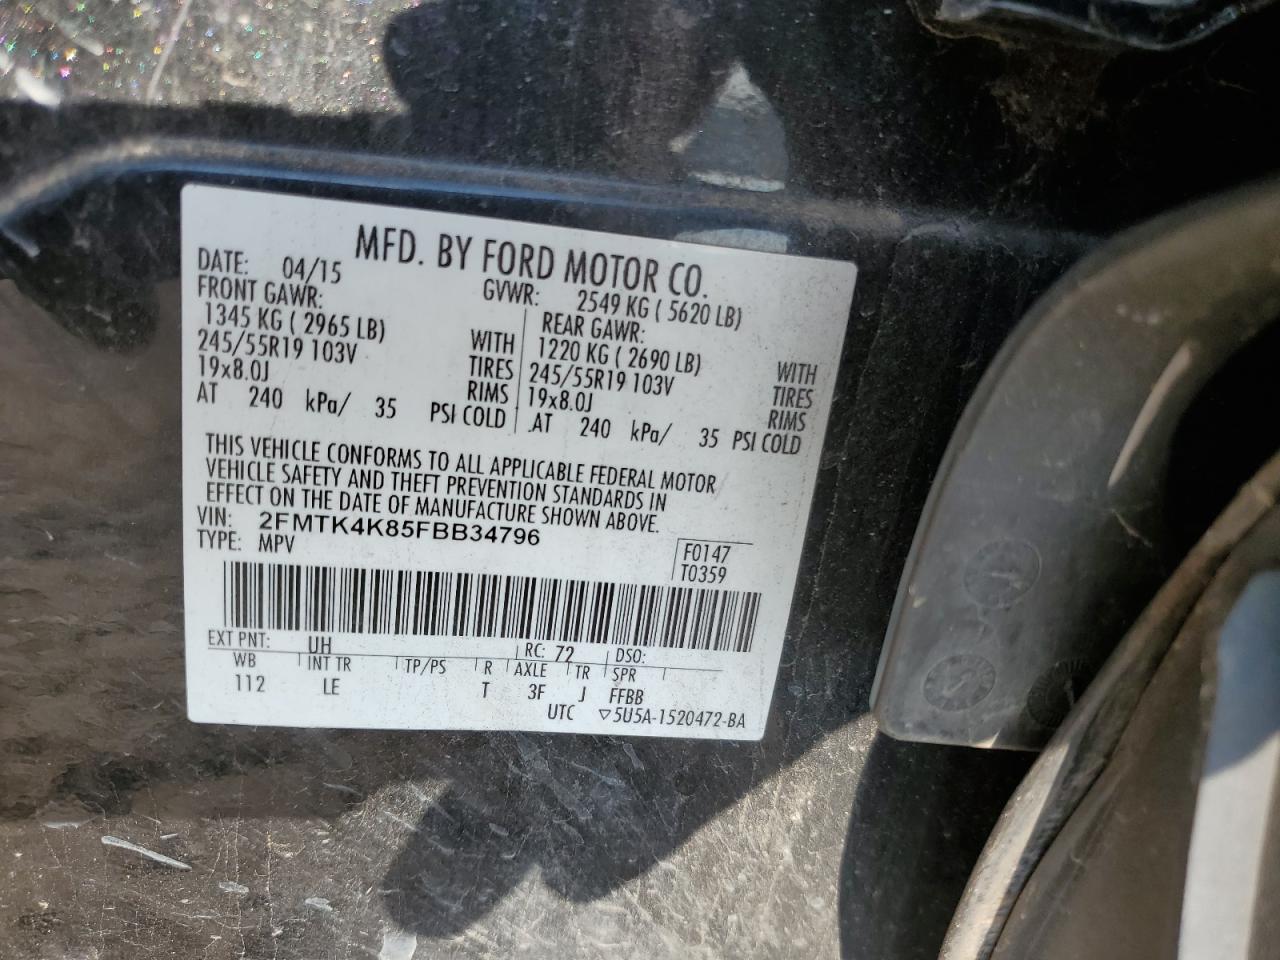 MFD. BY FORD MOTOR CO.
DATE: 04/15 GVWR: 2549 KG ( 5620 LB)
FRONT GAWR: REAR GAWR:
1345 KG ( 2965 LB) WITH 1220 KG ( 2690 LB) WITH
245/55R19 103V TIRES 245/55R19 103V TIRES
19x8.0J RIMS 19x8.0J RIMS
AT 240 kPa/ 35 PSI COLD AT 240 kPa/ 35 PSI COLD
THIS VEHICLE CONFORMS TO ALL APPLICABLE FEDERAL MOTOR
VEHICLE SAFETY AND THEFT PREVENTION STANDARDS IN
EFFECT ON THE DATE OF MANUFACTURE SHOWN ABOVE.
VIN: 2FMTK4K85FBB34796
TYPE: MPV
F0147
T0359
EXT PNT: UH RC: 72 DSO:
WB INT TR TP/PS R AXLE TR SPR
112 LE T 3F J FFBB
UTC ▽5U5A-1520472-BA